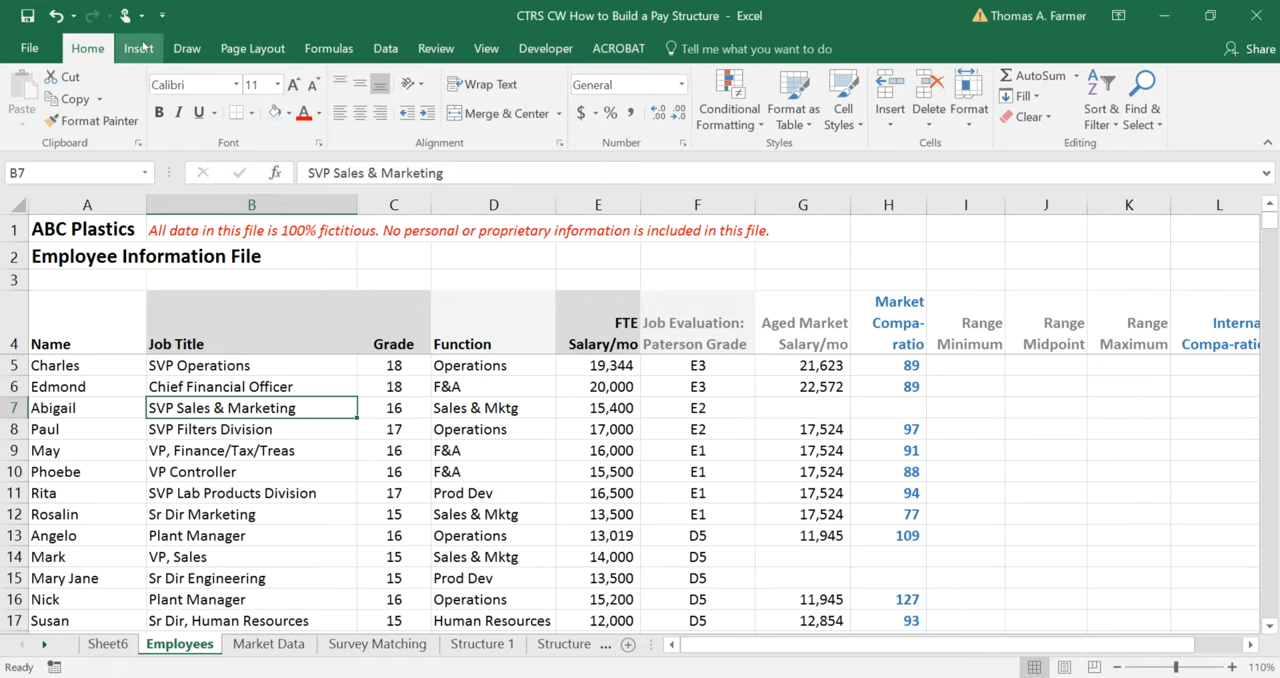 CTRS CW How to Build a Pay Structure - Excel
Thomas A. Farmer
File Home Insert Draw Page Layout Formulas Data Review View Developer ACROBAT Tell me what you want to do Share
Paste
Cut
Copy
Format Painter
Clipboard
Calibri 11
B I U
Font
Wrap Text
Merge & Center
Alignment
General
$ % ,
Number
Conditional Formatting
Format as Table
Cell Styles
Styles
Insert
Delete
Format
Cells
AutoSum
Fill
Clear
Sort & Filter
Find & Select
Editing
B7 fx SVP Sales & Marketing
A B C D E F G H I J K L
1 ABC Plastics All data in this file is 100% fictitious. No personal or proprietary information is included in this file.
2 Employee Information File
3
4 Name Job Title Grade Function FTE Salary/mo Job Evaluation: Paterson Grade Aged Market Salary/mo Market Compa-ratio Range Minimum Range Midpoint Range Maximum Interna Compa-ratio
5 Charles SVP Operations 18 Operations 19,344 E3 21,623 89
6 Edmond Chief Financial Officer 18 F&A 20,000 E3 22,572 89
7 Abigail SVP Sales & Marketing 16 Sales & Mktg 15,400 E2
8 Paul SVP Filters Division 17 Operations 17,000 E2 17,524 97
9 May VP, Finance/Tax/Treas 16 F&A 16,000 E1 17,524 91
10 Phoebe VP Controller 16 F&A 15,500 E1 17,524 88
11 Rita SVP Lab Products Division 17 Prod Dev 16,500 E1 17,524 94
12 Rosalin Sr Dir Marketing 15 Sales & Mktg 13,500 E1 17,524 77
13 Angelo Plant Manager 16 Operations 13,019 D5 11,945 109
14 Mark VP, Sales 15 Sales & Mktg 14,000 D5
15 Mary Jane Sr Dir Engineering 15 Prod Dev 13,500 D5
16 Nick Plant Manager 16 Operations 15,200 D5 11,945 127
17 Susan Sr Dir, Human Resources 15 Human Resources 12,000 D5 12,854 93
Sheet6 Employees Market Data Survey Matching Structure 1 Structure ...
Ready 110%